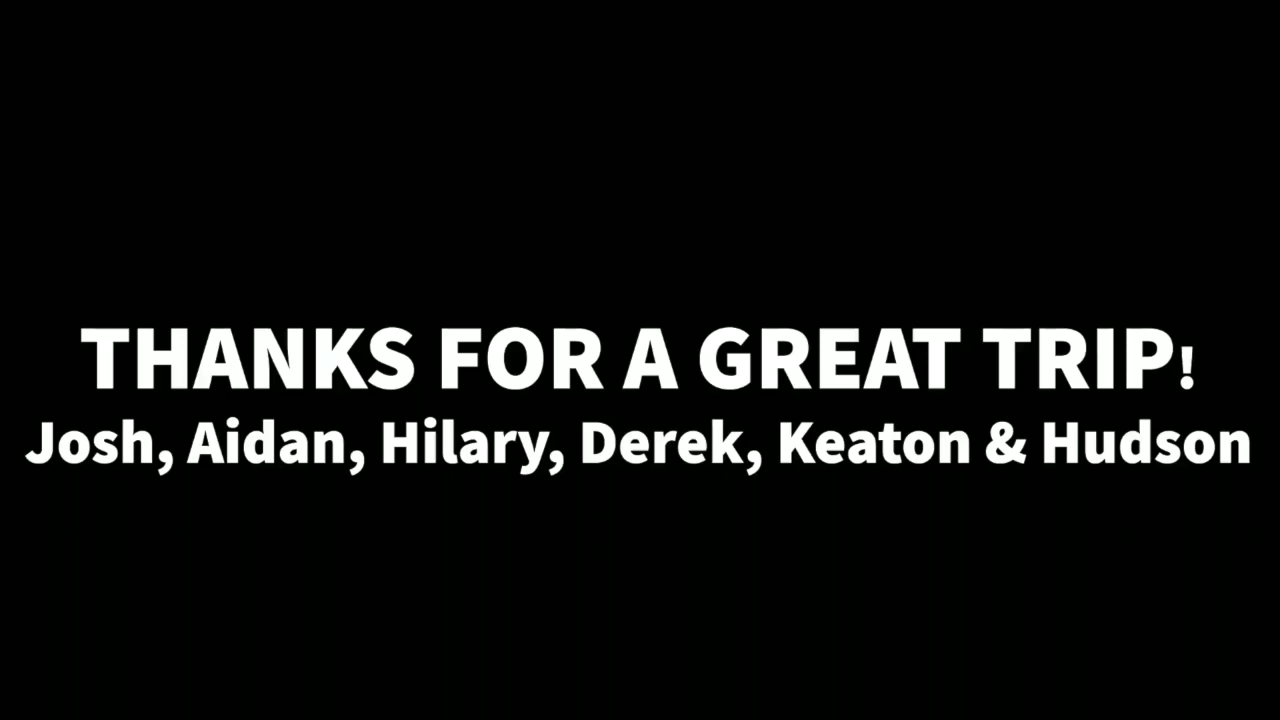 THANKS FOR A GREAT TRIP!
Josh, Aidan, Hilary, Derek, Keaton & Hudson